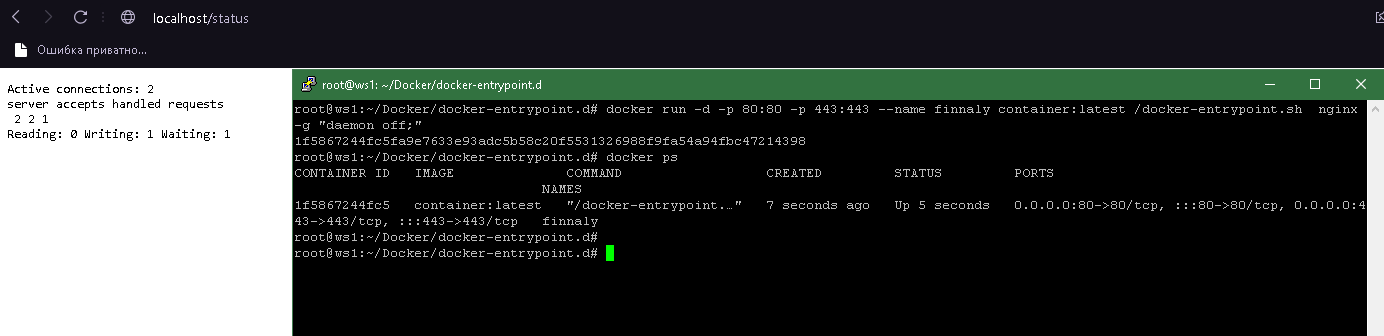 localhost/status
Ошибка приватно...
Active connections: 2
server accepts handled requests
2 2 1
Reading: 0 Writing: 1 Waiting: 1
root@ws1: ~/Docker/docker-entrypoint.d
root@ws1:~/Docker/docker-entrypoint.d# docker run -d -p 80:80 -p 443:443 --name finnaly container:latest /docker-entrypoint.sh  nginx
-g "daemon off;"
1f5867244fc5fa9e7633e93adc5b58c20f5531326988f9fa54a94fbc47214398
root@ws1:~/Docker/docker-entrypoint.d# docker ps
CONTAINER ID   IMAGE              COMMAND                  CREATED         STATUS         PORTS
NAMES
1f5867244fc5   container:latest   "/docker-entrypoint.…"   7 seconds ago   Up 5 seconds   0.0.0.0:80->80/tcp, :::80->80/tcp, 0.0.0.0:4
43->443/tcp, :::443->443/tcp   finnaly
root@ws1:~/Docker/docker-entrypoint.d#
root@ws1:~/Docker/docker-entrypoint.d#